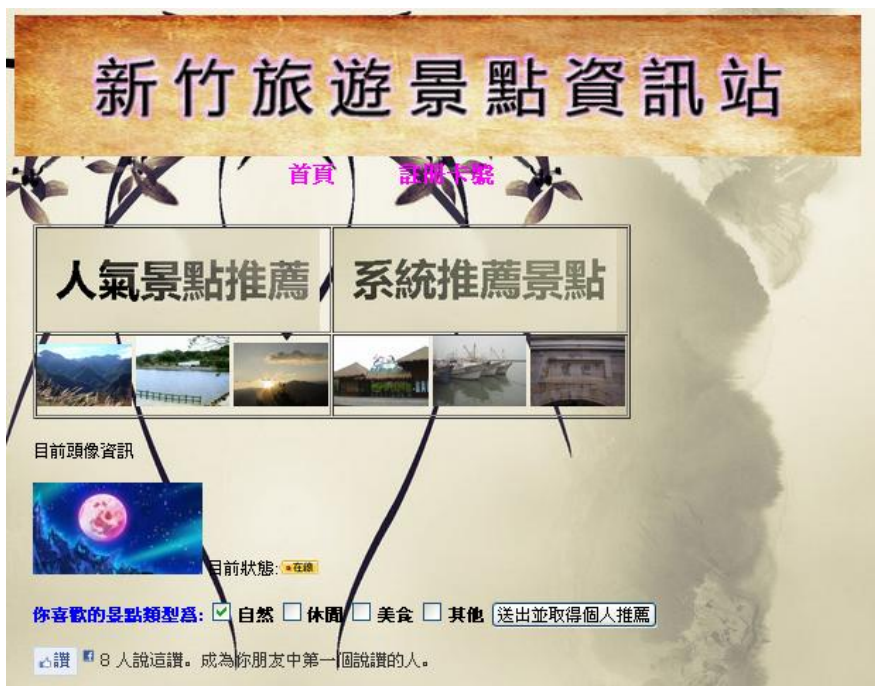 新竹旅遊景點資訊站
首頁 註冊卡號
人氣景點推薦 系統推薦景點
目前頭像資訊
目前狀態: 在線
你喜歡的景點類型為: 自然 休閒 美食 其他 送出並取得個人推薦
讚 8 人說這讚。成為你朋友中第一個說讚的人。